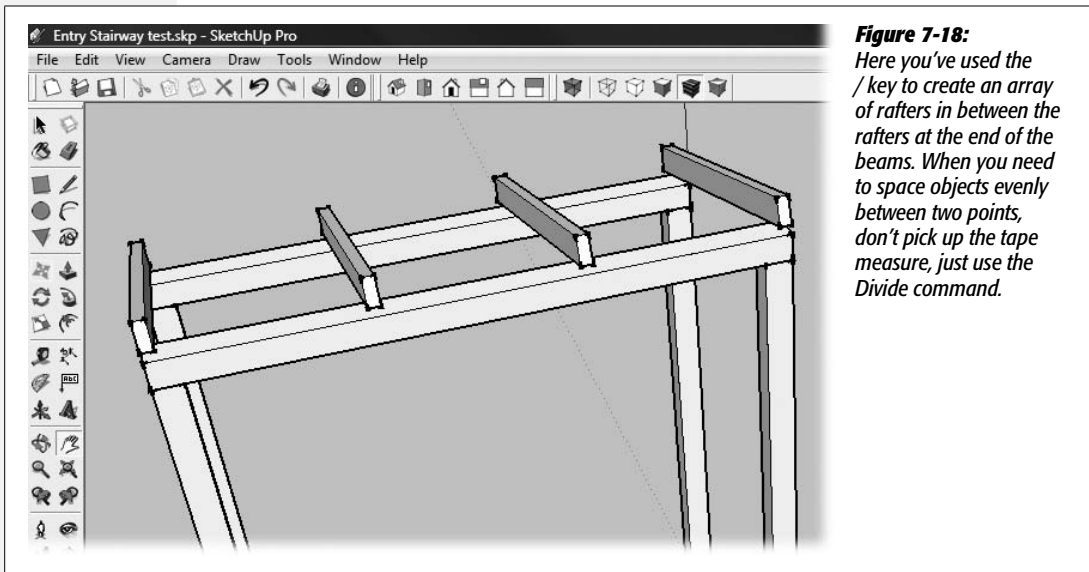 Entry Stairway test.skp - SketchUp Pro
File Edit View Camera Draw Tools Window Help
Abc
Figure 7-18:
Here you've used the
/ key to create an array
of rafters in between the
rafters at the end of the
beams. When you need
to space objects evenly
between two points,
don't pick up the tape
measure, just use the
Divide command.